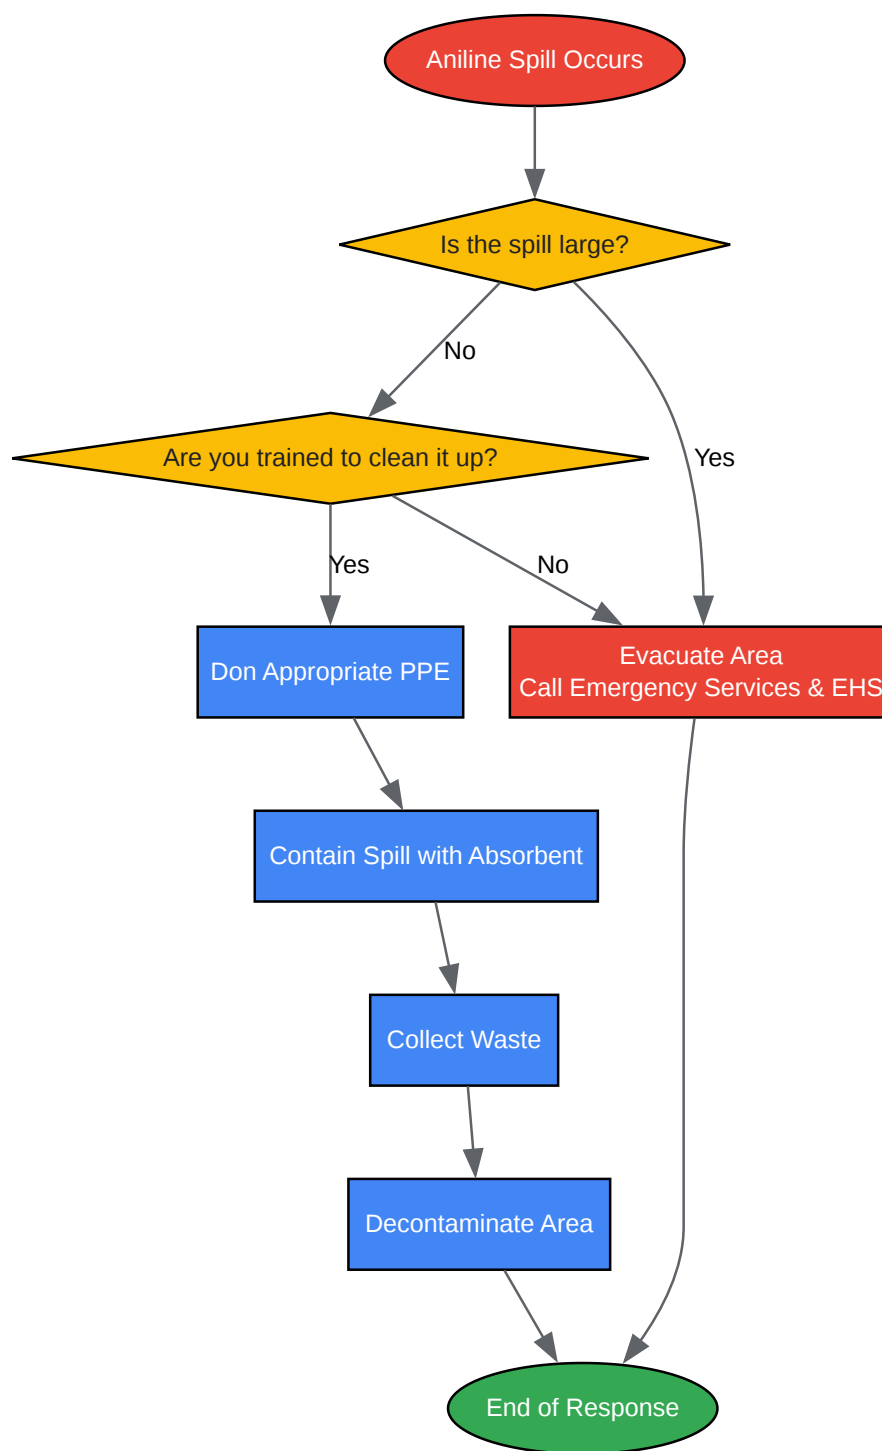 Aniline Spill Occurs
Is the spill large?
No
Are you trained to clean it up?
Yes
Yes
No
Don Appropriate PPE
Evacuate Area
Call Emergency Services & EHS
Contain Spill with Absorbent
Collect Waste
Decontaminate Area
End of Response